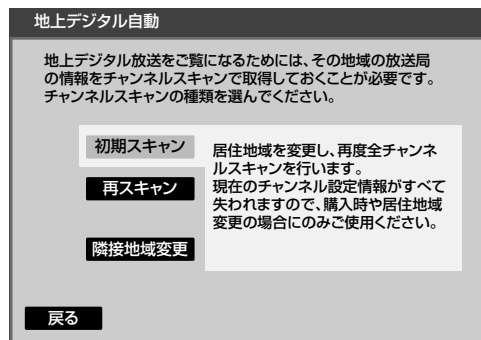 地上デジタル自動
地上デジタル放送をご覧になるためには、その地域の放送局
の情報をチャンネルスキャンで取得しておくことが必要です。
チャンネルスキャンの種類を選んでください。
初期スキャン
居住地域を変更し、再度全チャンネ
ルスキャンを行います。
現在のチャンネル設定情報がすべて
失われますので、購入時や居住地域
変更の場合にのみご使用ください。
再スキャン
隣接地域変更
戻る